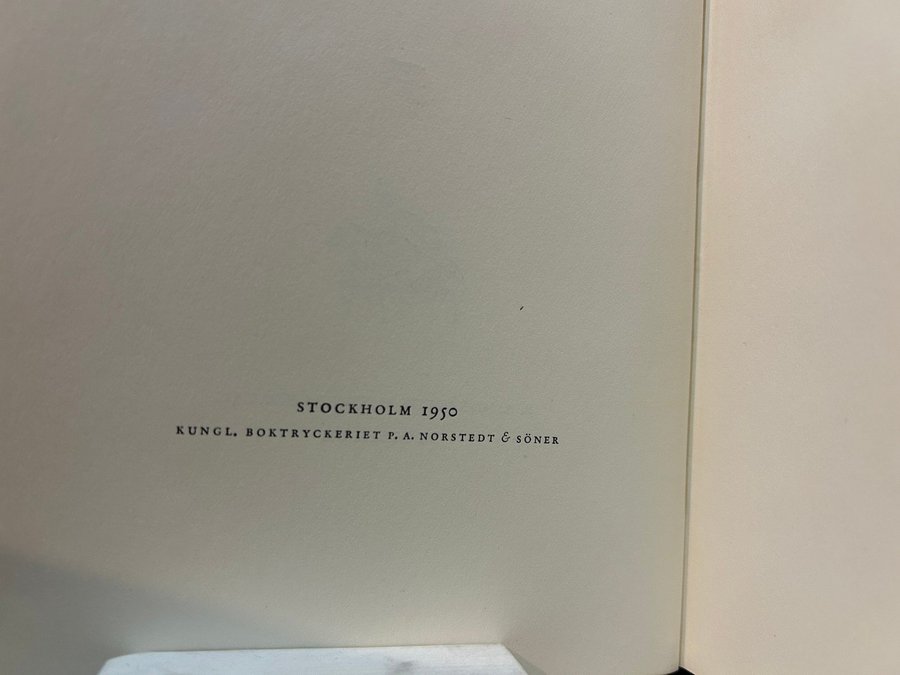 STOCKHOLM 1950
KUNGL. BOKTRYCKERIET P. A. NORSTEDT & SÖNER